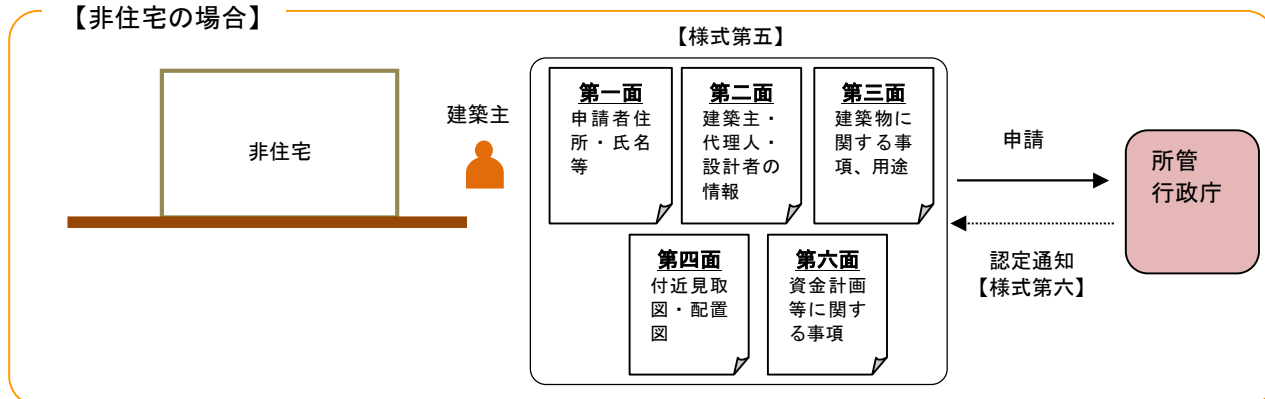 【非住宅の場合】
【様式第五】
非住宅
建築主
第一面
申請者住
所・氏名
等
第二面
建築主・
代理人・
設計者の
情報
第三面
建築物に
関する事
項、用途
第四面
付近見取
図・配置
図
第六面
資金計画
等に関す
る事項
申請
認定通知
【様式第六】
所管
行政庁